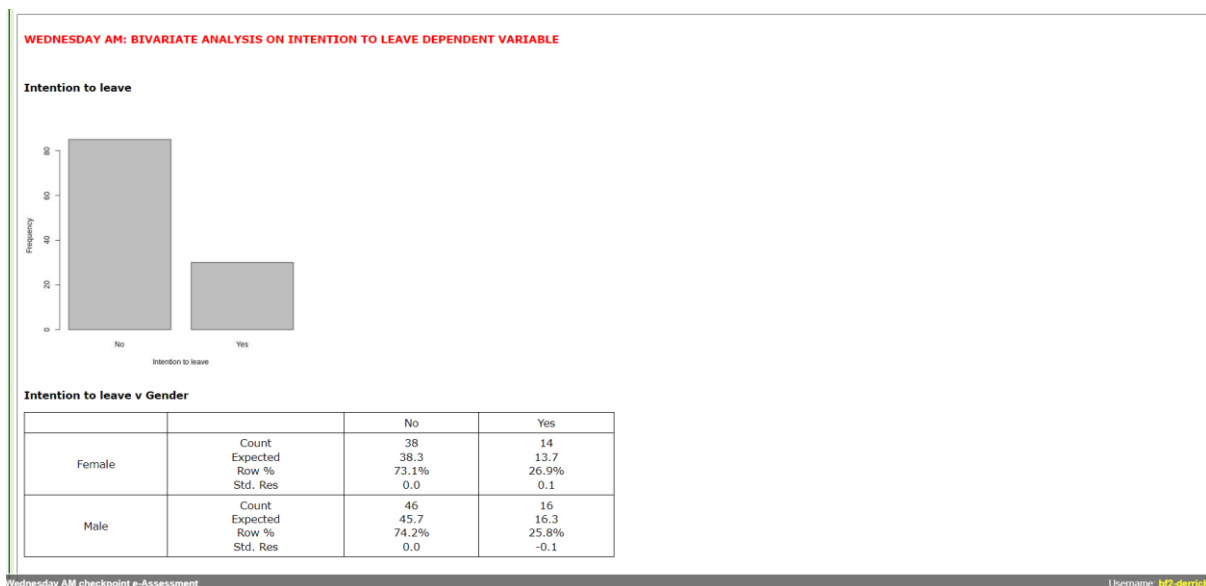 WEDNESDAY AM: BIVARIATE ANALYSIS ON INTENTION TO LEAVE DEPENDENT VARIABLE
Intention to leave
80
60
40
20
0
Frequency
No Yes
Intention to leave
Intention to leave v Gender
No Yes
Female
Count 38 14
Expected 38.3 13.7
Row % 73.1% 26.9%
Std. Res 0.0 0.1
Male
Count 46 16
Expected 45.7 16.3
Row % 74.2% 25.8%
Std. Res 0.0 -0.1
Wednesday AM checkpoint e-Assessment Username: bf2-derrick